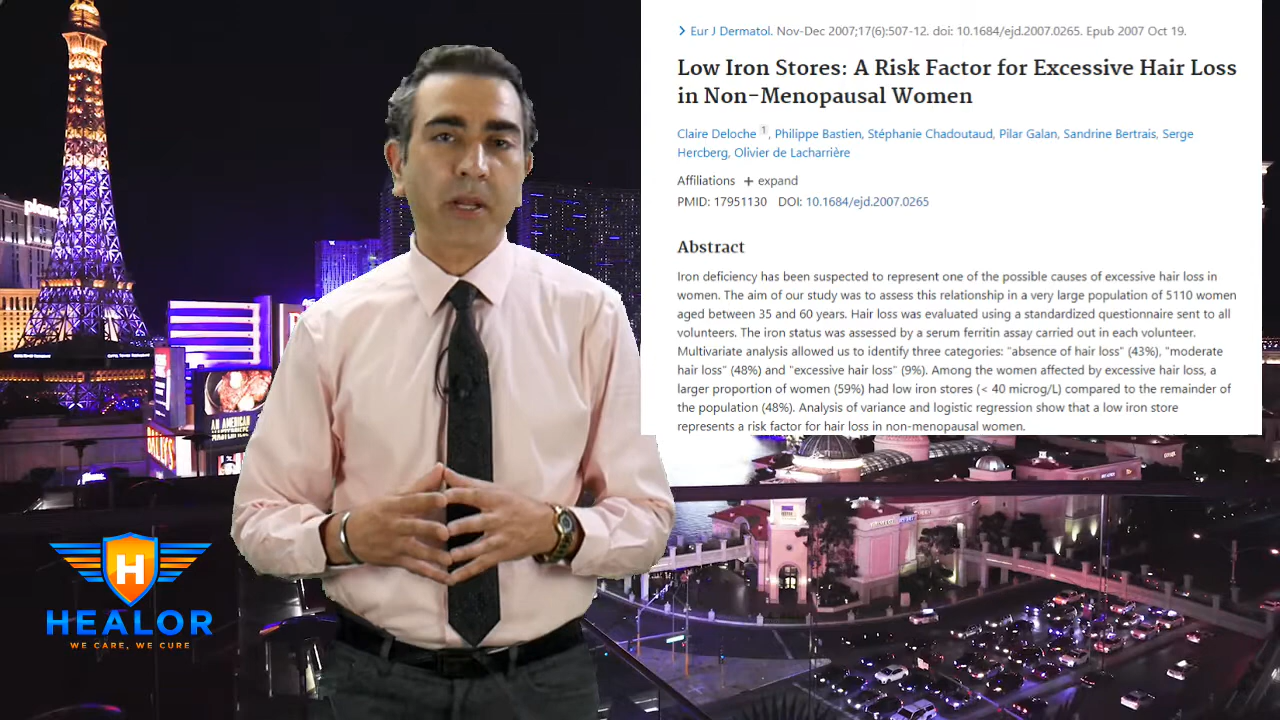 Eur J Dermatol. Nov-Dec 2007;17(6):507-12. doi: 10.1684/ejd.2007.0265. Epub 2007 Oct 19.
Low Iron Stores: A Risk Factor for Excessive Hair Loss
in Non-Menopausal Women
Claire Deloche 1, Philippe Bastien, Stéphanie Chadoutaud, Pilar Galan, Sandrine Bertrais, Serge
Hercberg, Olivier de Lacharrière
Affiliations + expand
PMID: 17951130 DOI: 10.1684/ejd.2007.0265
Abstract
Iron deficiency has been suspected to represent one of the possible causes of excessive hair loss in
women. The aim of our study was to assess this relationship in a very large population of 5110 women
aged between 35 and 60 years. Hair loss was evaluated using a standardized questionnaire sent to all
volunteers. The iron status was assessed by a serum ferritin assay carried out in each volunteer.
Multivariate analysis allowed us to identify three categories: "absence of hair loss" (43%), "moderate
hair loss" (48%) and "excessive hair loss" (9%). Among the women affected by excessive hair loss, a
larger proportion of women (59%) had low iron stores (< 40 microg/L) compared to the remainder of
the population (48%). Analysis of variance and logistic regression show that a low iron store
represents a risk factor for hair loss in non-menopausal women.
AN AMERICAN
H
HEALOR
WE CARE, WE CURE